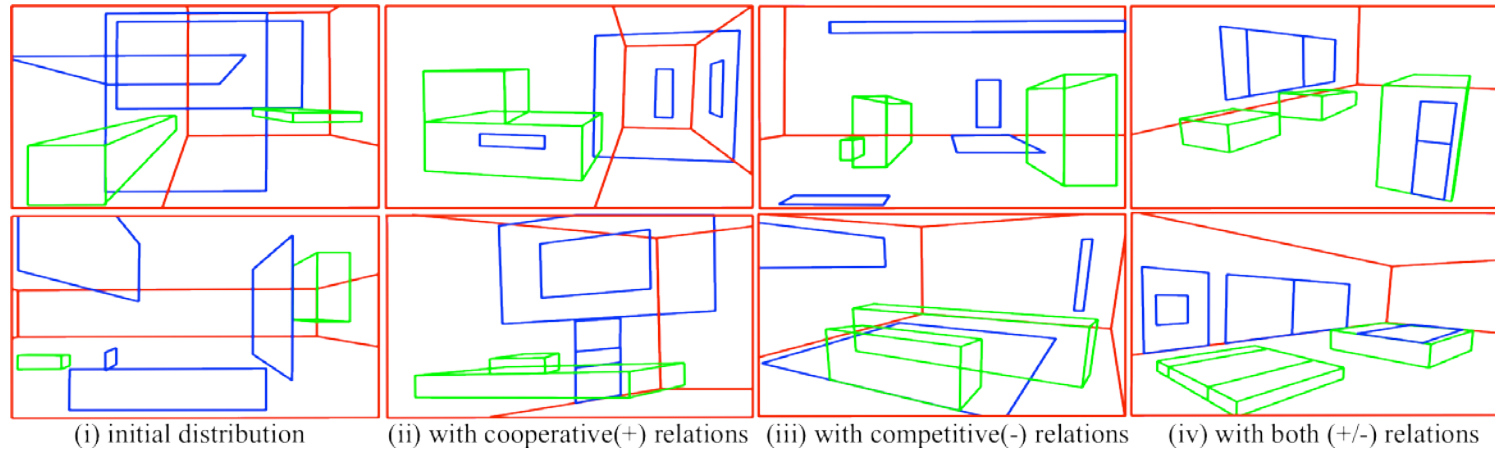 (i) initial distribution (ii) with cooperative(+) relations (iii) with competitive(-) relations (iv) with both (+/-) relations